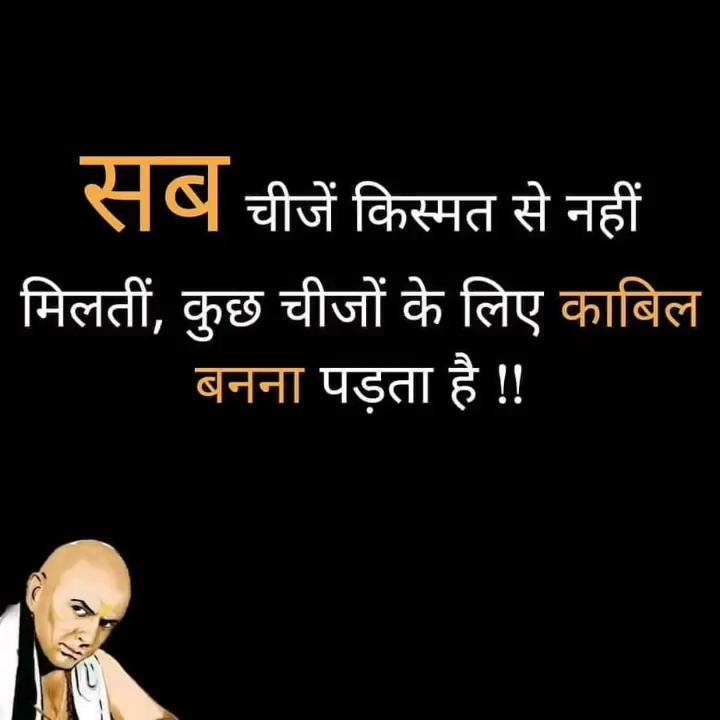 सब चीजें किस्मत से नहीं
मिलतीं, कुछ चीजों के लिए काबिल
बनना पड़ता है !!